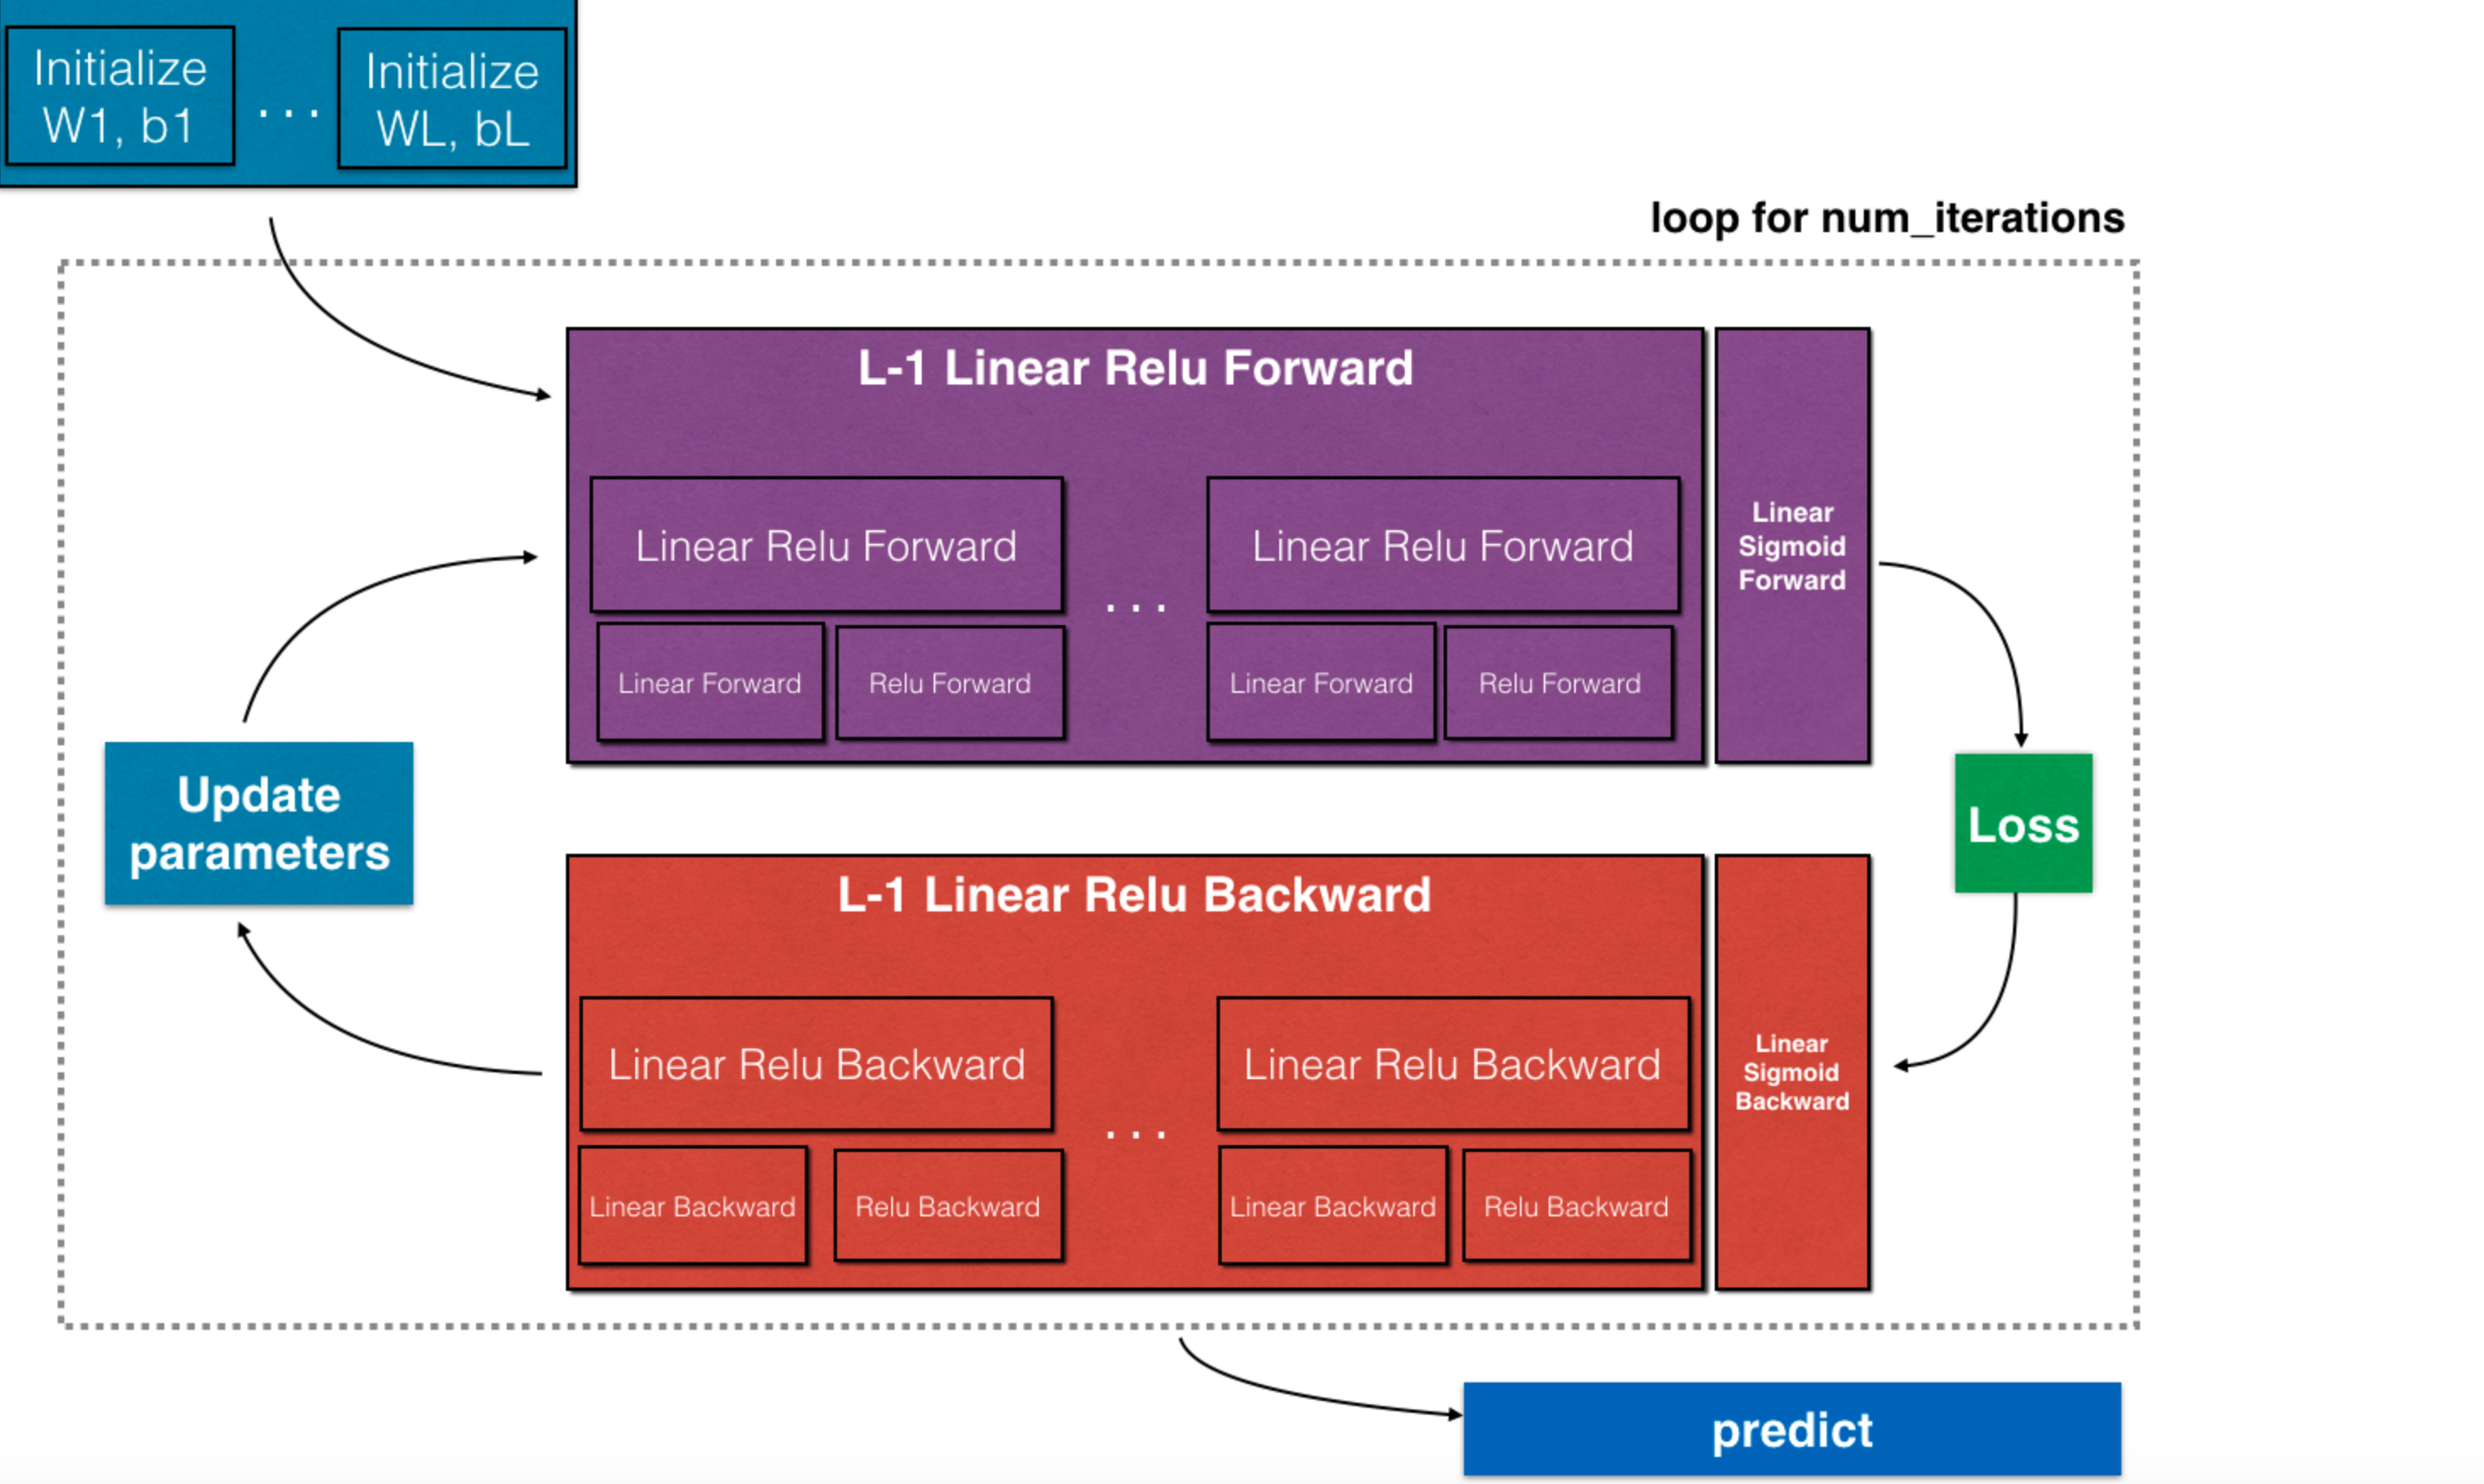 Initialize
W1, b1
...
Initialize
WL, bL
loop for num_iterations
L-1 Linear Relu Forward
Linear Relu Forward
...
Linear Relu Forward
Linear Forward
Relu Forward
Linear Forward
Relu Forward
Linear
Sigmoid
Forward
Update
parameters
Loss
L-1 Linear Relu Backward
Linear Relu Backward
...
Linear Relu Backward
Linear Backward
Relu Backward
Linear Backward
Relu Backward
Linear
Sigmoid
Backward
predict